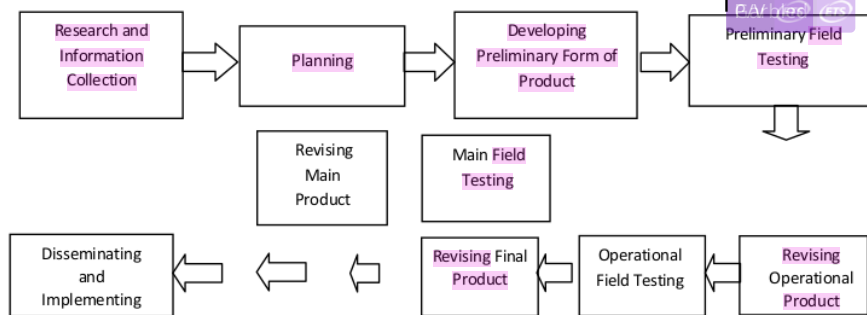 Research and
Information
Collection
Planning
Developing
Preliminary Form of
Product
Preliminary Field
Testing
Revising
Main
Product
Main Field
Testing
Disseminating
and
Implementing
Revising Final
Product
Operational
Field Testing
Revising
Operational
Product